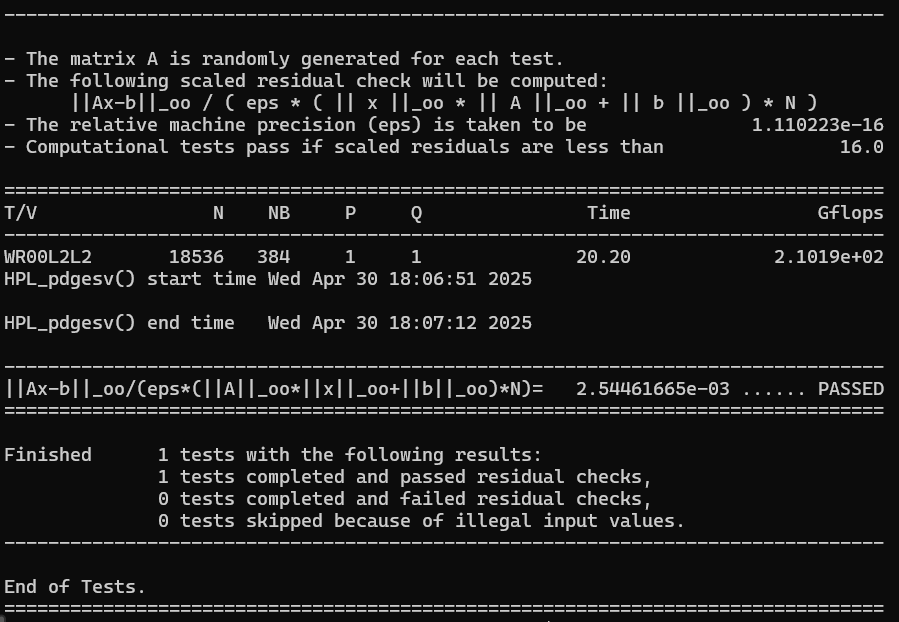 --------------------------------------------------------------------------------
- The matrix A is randomly generated for each test.
- The following scaled residual check will be computed:
      ||Ax-b||_oo / ( eps * ( || x ||_oo * || A ||_oo + || b ||_oo ) * N )
- The relative machine precision (eps) is taken to be               1.110223e-16
- Computational tests pass if scaled residuals are less than                16.0
================================================================================
T/V                N    NB     P     Q               Time                 Gflops
--------------------------------------------------------------------------------
WR00L2L2       18536   384     1     1              20.20             2.1019e+02
HPL_pdgesv() start time Wed Apr 30 18:06:51 2025
HPL_pdgesv() end time   Wed Apr 30 18:07:12 2025
--------------------------------------------------------------------------------
||Ax-b||_oo/(eps*(||A||_oo*||x||_oo+||b||_oo)*N)=   2.54461665e-03 ...... PASSED
================================================================================
Finished      1 tests with the following results:
              1 tests completed and passed residual checks,
              0 tests completed and failed residual checks,
              0 tests skipped because of illegal input values.
--------------------------------------------------------------------------------
End of Tests.
================================================================================